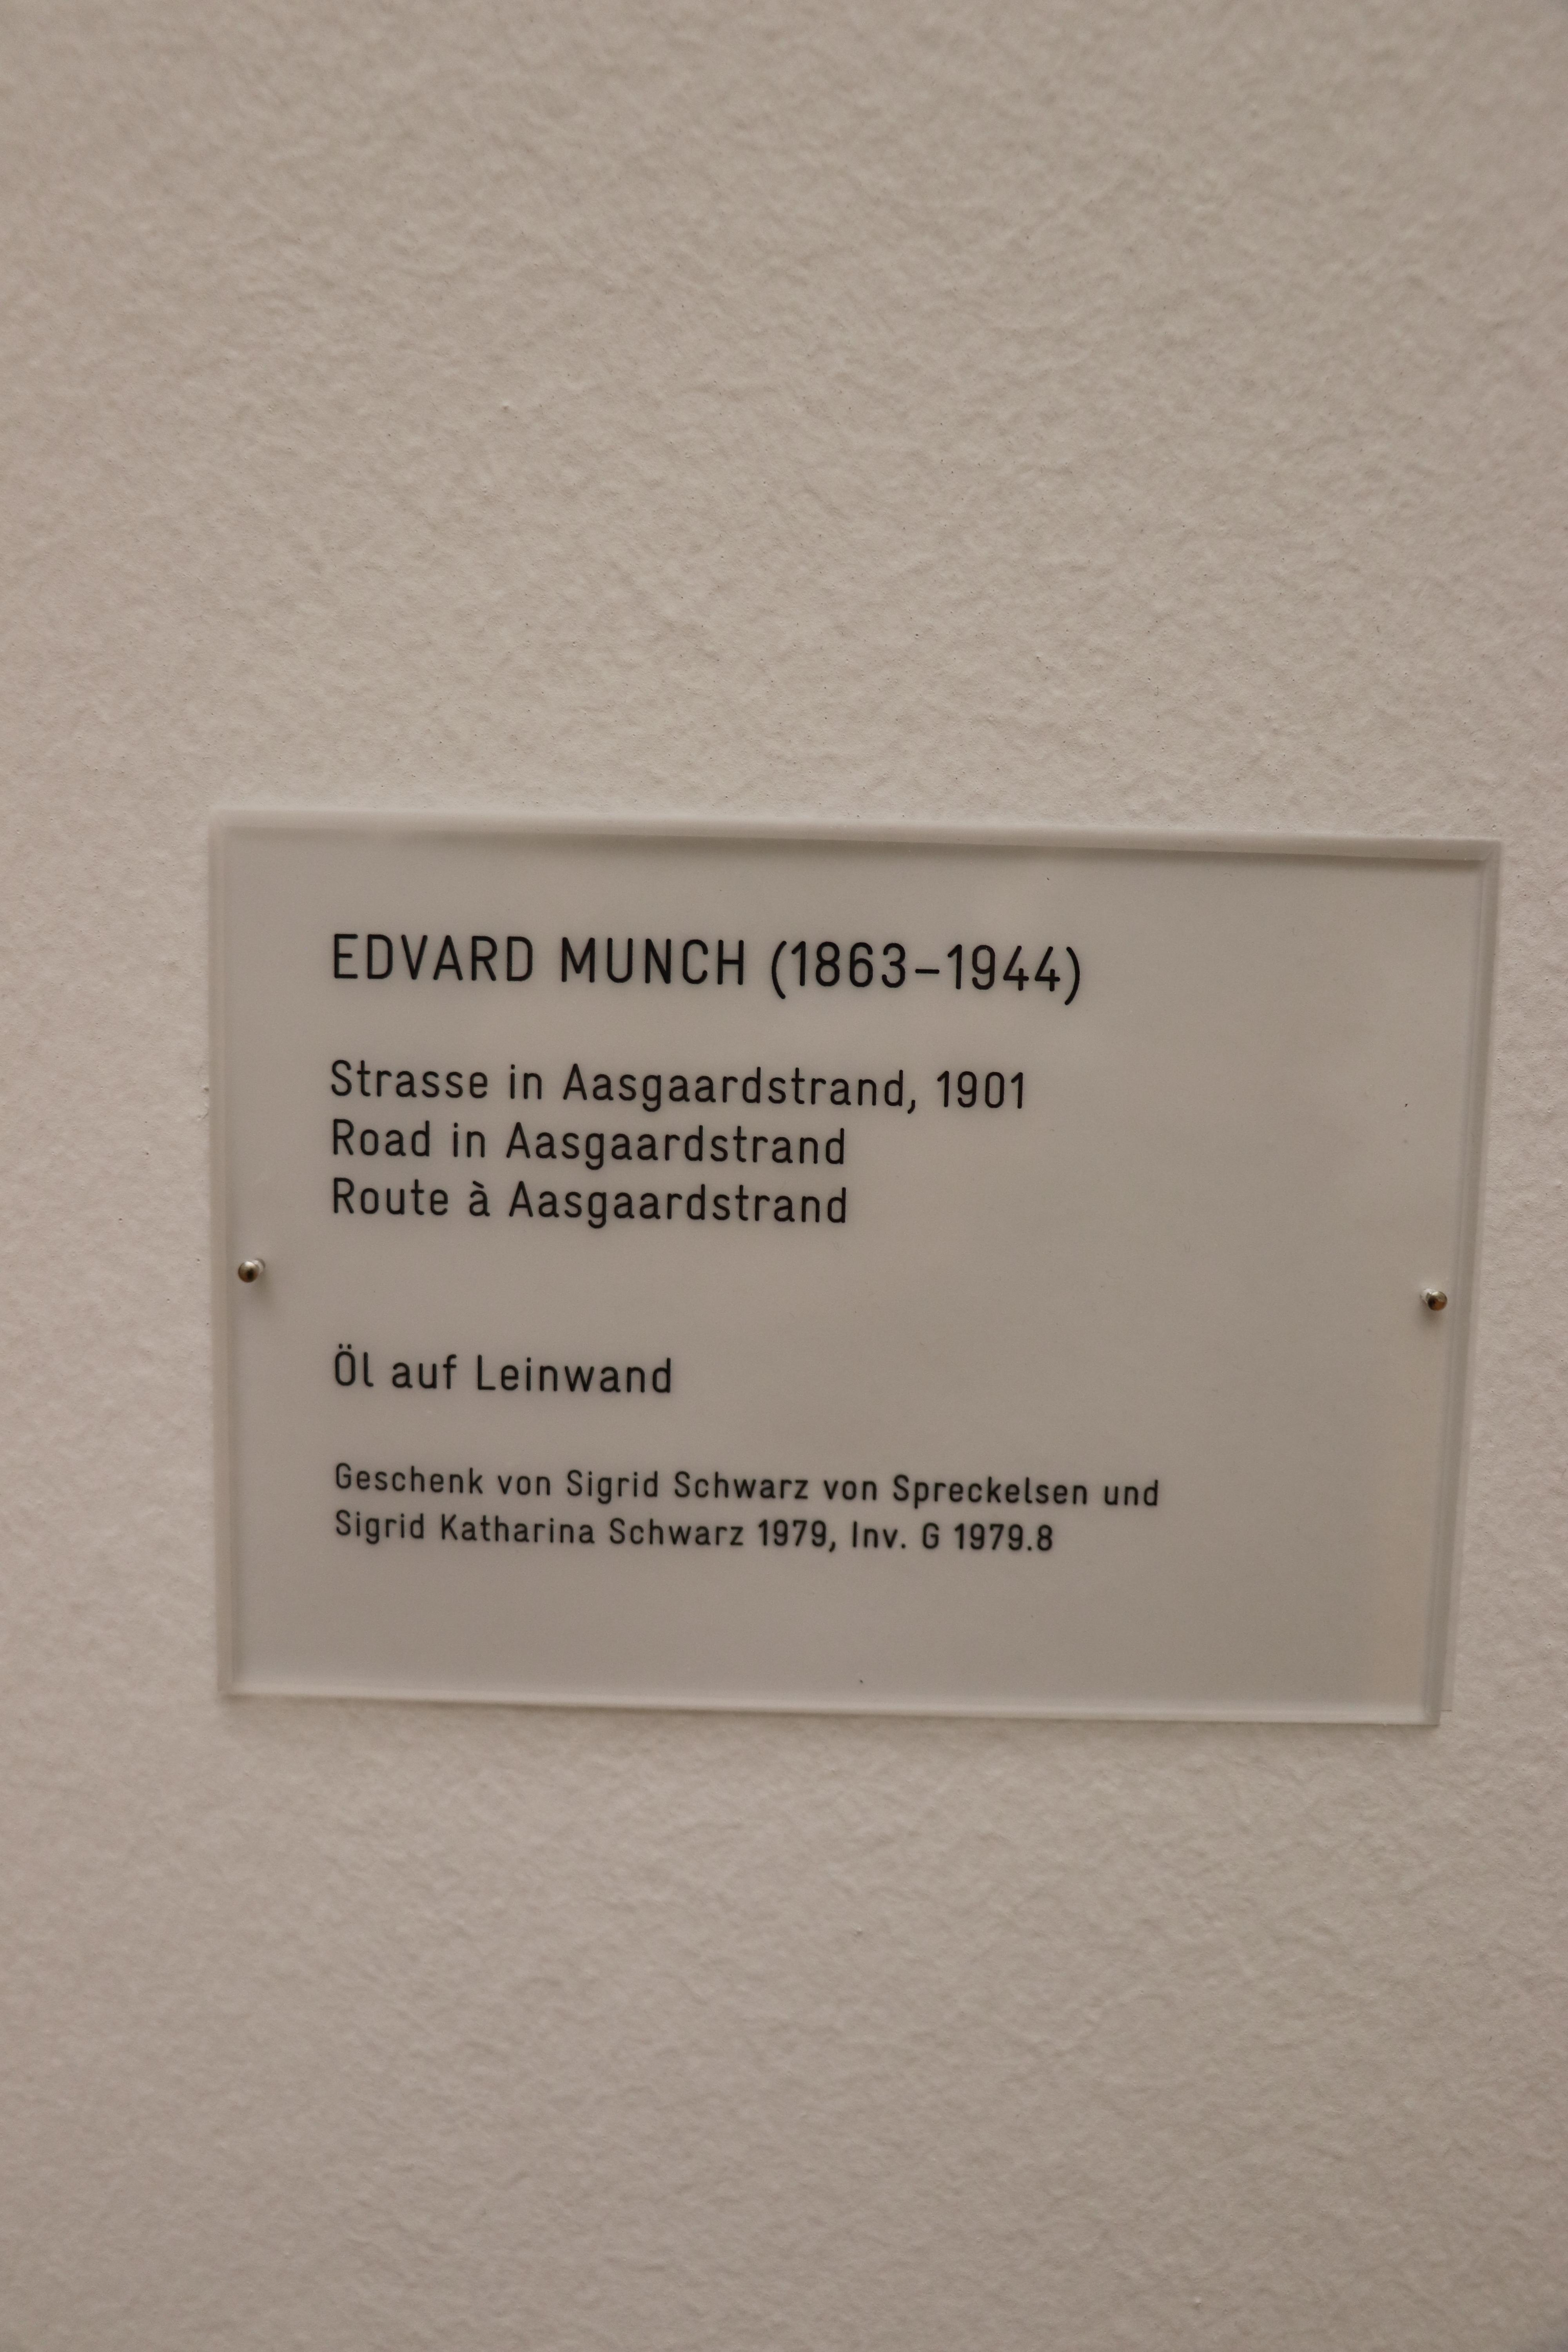 EDVARD MUNCH (1863–1944)
Strasse in Aasgaardstrand, 1901
Road in Aasgaardstrand
Route à Aasgaardstrand
Öl auf Leinwand
Geschenk von Sigrid Schwarz von Spreckelsen und
Sigrid Katharina Schwarz 1979, Inv. G 1979.8